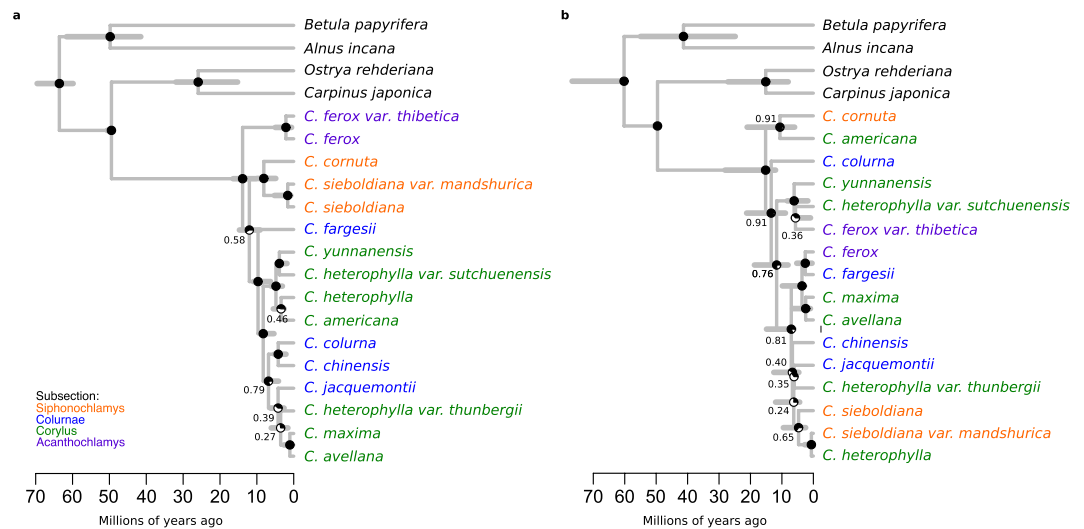 a
Betula papyrifera
Alnus incana
Ostrya rehderiana
Carpinus japonica
C. ferox var. thibetica
C. ferox
C. cornuta
C. sieboldiana var. mandshurica
C. sieboldiana
C. fargesii
0.58
C. yunnanensis
C. heterophylla var. sutchuenensis
C. heterophylla
0.46
C. americana
C. colurna
C. chinensis
0.79
C. jacquemontii
C. heterophylla var. thunbergii
0.39
C. maxima
0.27
C. avellana
Subsection:
Siphonochlamys
Colurnae
Corylus
Acanthochlamys
70 60 50 40 30 20 10 0
Millions of years ago
b
Betula papyrifera
Alnus incana
Ostrya rehderiana
Carpinus japonica
0.91
C. cornuta
C. americana
C. colurna
C. yunnanensis
C. heterophylla var. sutchuenensis
0.91
C. ferox var. thibetica
0.36
C. ferox
0.76
C. fargesii
C. maxima
C. avellana
0.81
C. chinensis
0.40
C. jacquemontii
0.35
C. heterophylla var. thunbergii
0.24
C. sieboldiana
C. sieboldiana var. mandshurica
0.65
C. heterophylla
70 60 50 40 30 20 10 0
Millions of years ago